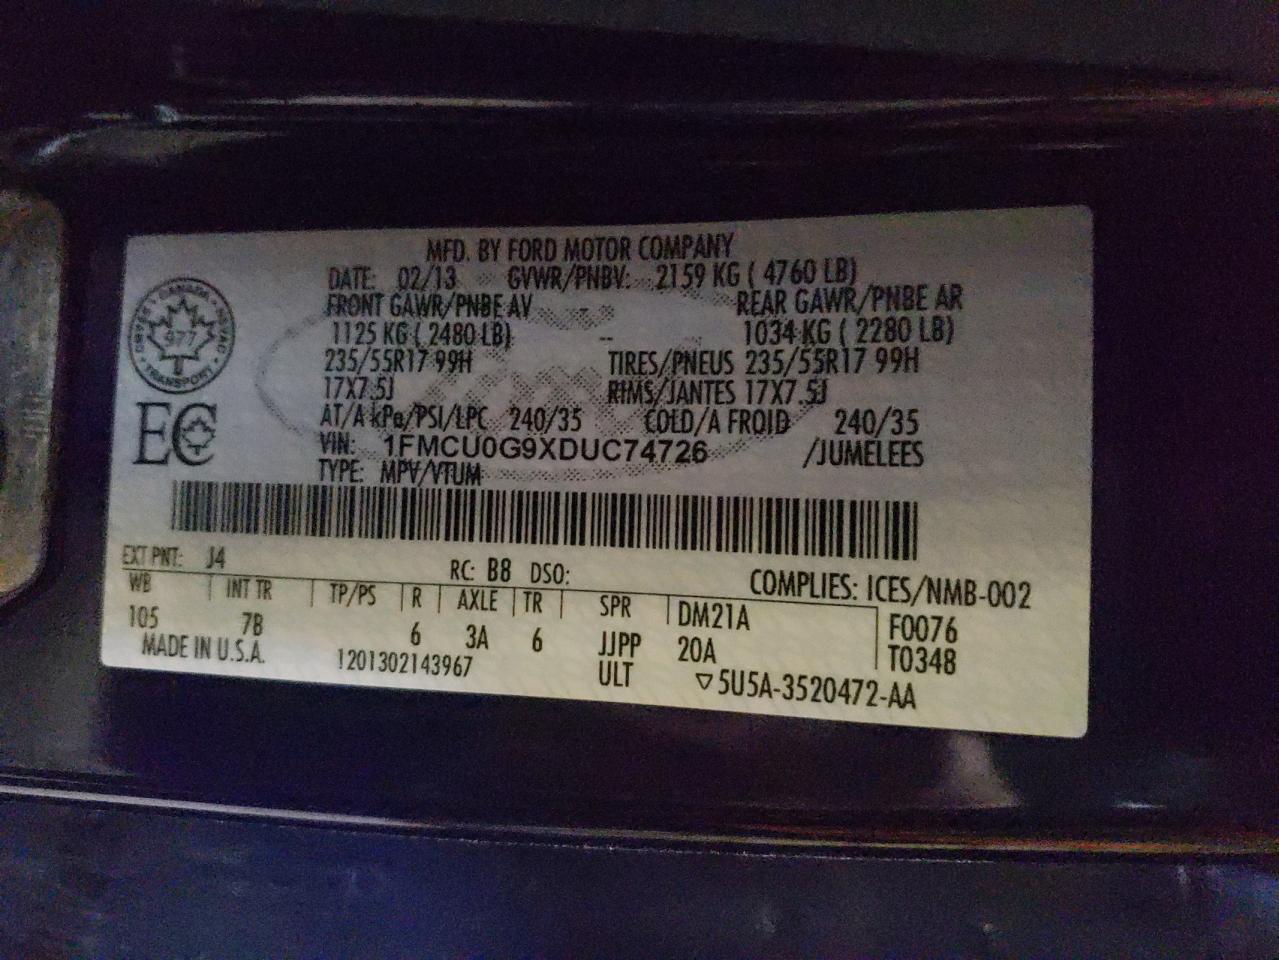 MFD. BY FORD MOTOR COMPANY
DATE: 02/13 GVWR/PNBV: 2159 KG ( 4760 LB)
FRONT GAWR/PNBE AV REAR GAWR/PNBE AR
1125 KG ( 2480 LB) -- 1034 KG ( 2280 LB)
235/55R17 99H TIRES/PNEUS 235/55R17 99H
17X7.5J RIMS/JANTES 17X7.5J
AT/A kPa/PSI/LPC 240/35 COLD/A FROID 240/35
VIN: 1FMCU0G9XDUC74726 /JUMELEES
TYPE: MPV/VTUM
CANADA
977
TRANSPORT
EC
EXT PNT: J4 RC: B8 DSO: COMPLIES: ICES/NMB-002
WB INT TR TP/PS R AXLE TR SPR DM21A F0076
105 7B 6 3A 6 JJPP 20A T0348
MADE IN U.S.A. 1201302143967 ULT ▽5U5A-3520472-AA